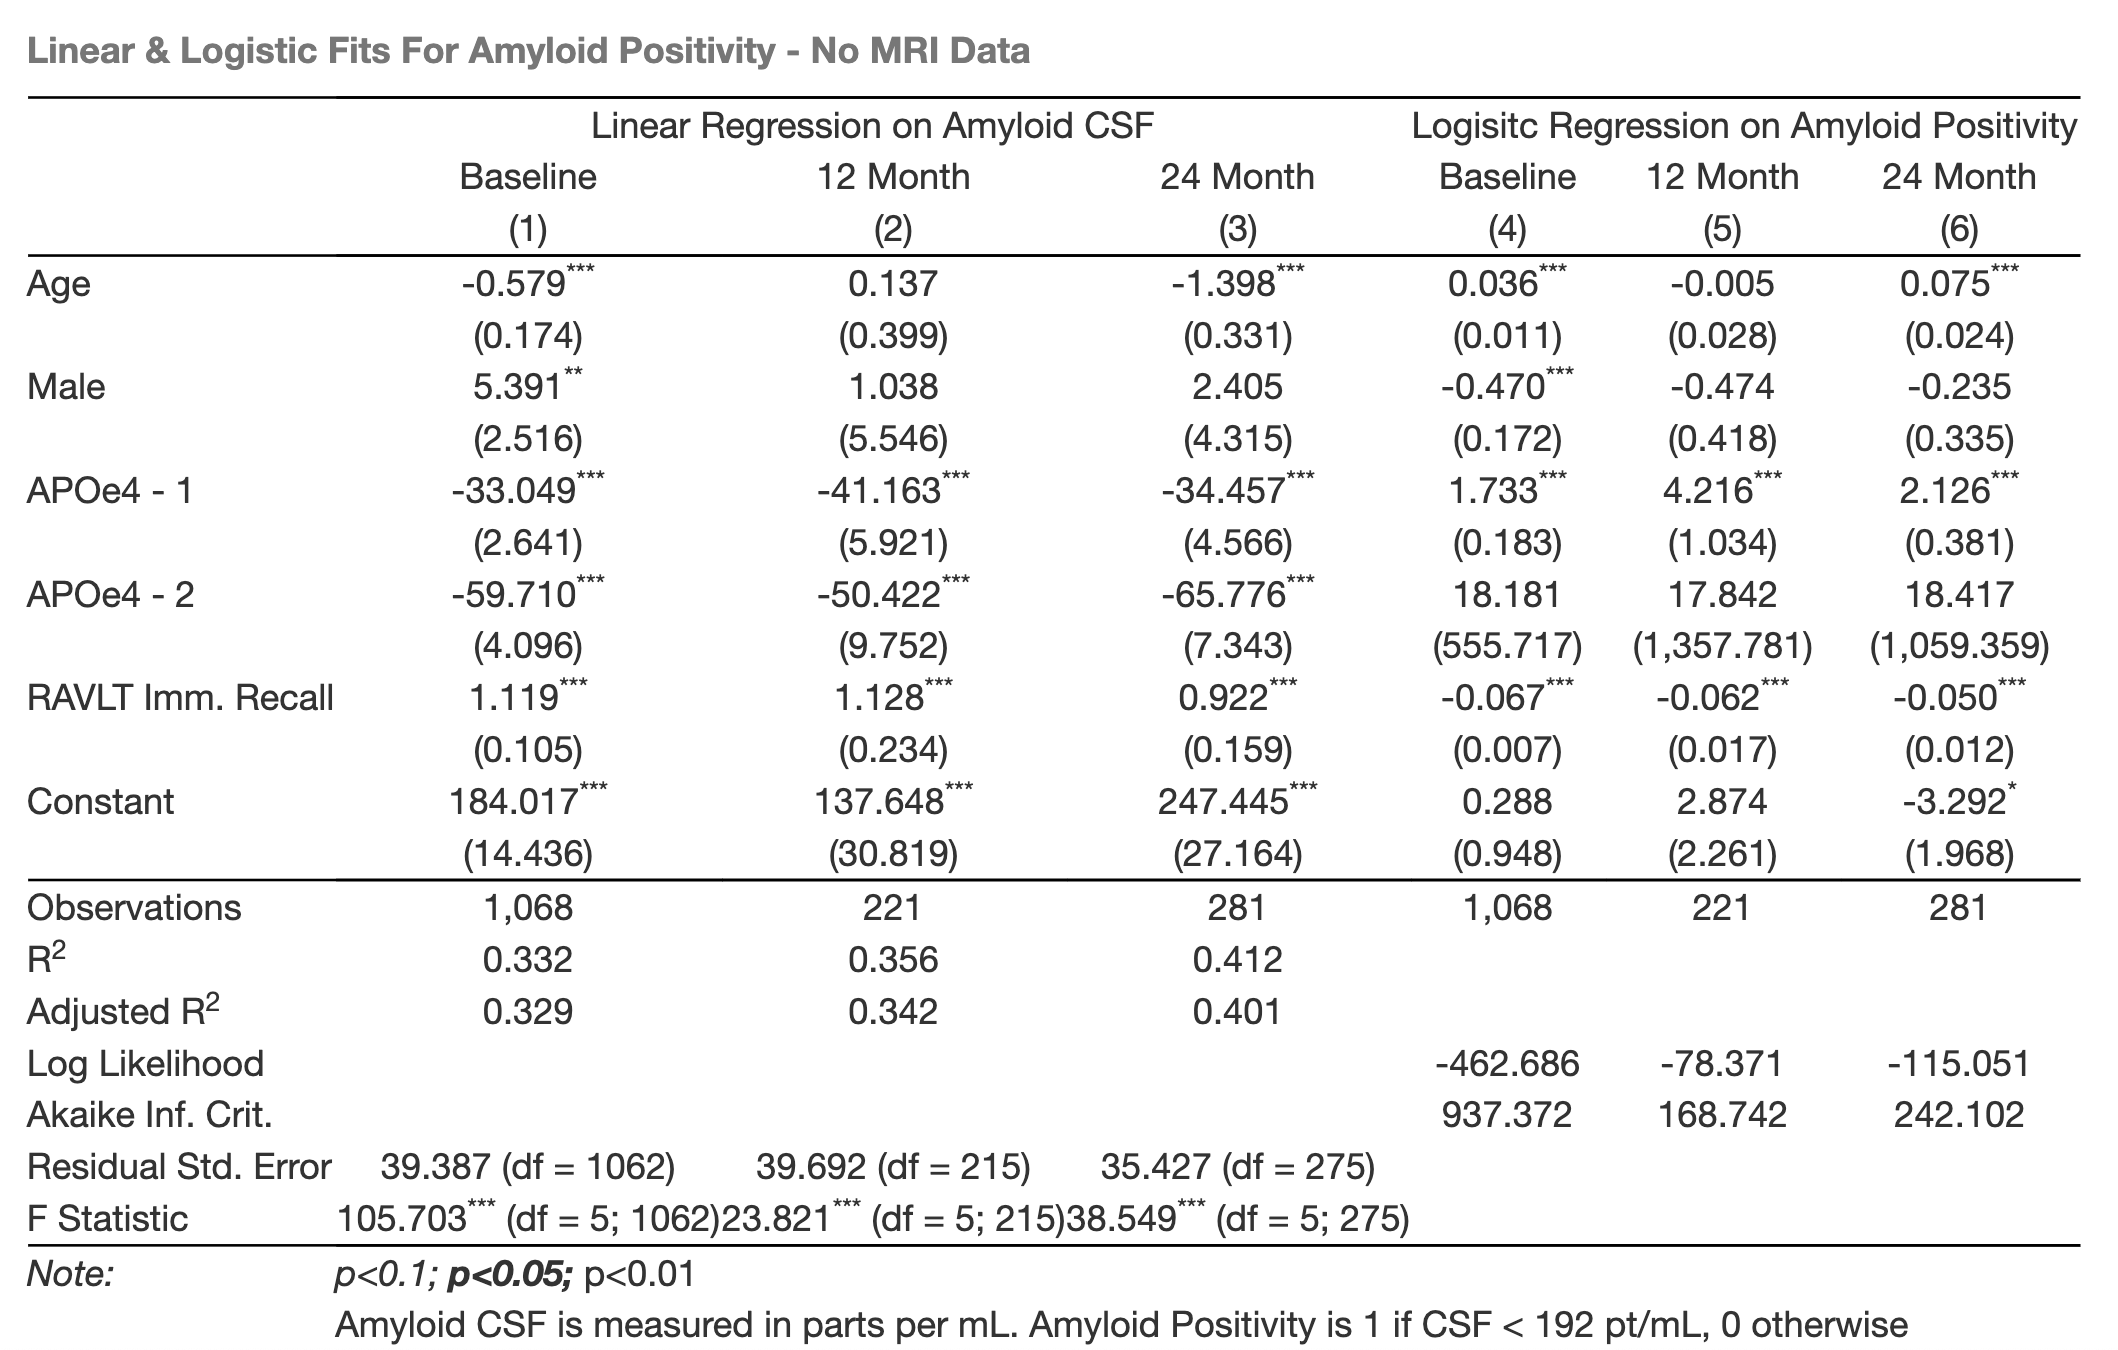 Linear & Logistic Fits For Amyloid Positivity - No MRI Data
Linear Regression on Amyloid CSF Logisitc Regression on Amyloid Positivity
Baseline 12 Month 24 Month Baseline 12 Month 24 Month
(1) (2) (3) (4) (5) (6)
Age -0.579*** 0.137 -1.398*** 0.036*** -0.005 0.075***
(0.174) (0.399) (0.331) (0.011) (0.028) (0.024)
Male 5.391** 1.038 2.405 -0.470*** -0.474 -0.235
(2.516) (5.546) (4.315) (0.172) (0.418) (0.335)
APOe4 - 1 -33.049*** -41.163*** -34.457*** 1.733*** 4.216*** 2.126***
(2.641) (5.921) (4.566) (0.183) (1.034) (0.381)
APOe4 - 2 -59.710*** -50.422*** -65.776*** 18.181 17.842 18.417
(4.096) (9.752) (7.343) (555.717) (1,357.781) (1,059.359)
RAVLT Imm. Recall 1.119*** 1.128*** 0.922*** -0.067*** -0.062*** -0.050***
(0.105) (0.234) (0.159) (0.007) (0.017) (0.012)
Constant 184.017*** 137.648*** 247.445*** 0.288 2.874 -3.292*
(14.436) (30.819) (27.164) (0.948) (2.261) (1.968)
Observations 1,068 221 281 1,068 221 281
R2 0.332 0.356 0.412
Adjusted R2 0.329 0.342 0.401
Log Likelihood -462.686 -78.371 -115.051
Akaike Inf. Crit. 937.372 168.742 242.102
Residual Std. Error 39.387 (df = 1062) 39.692 (df = 215) 35.427 (df = 275)
F Statistic 105.703*** (df = 5; 1062)23.821*** (df = 5; 215)38.549*** (df = 5; 275)
Note: p<0.1; p<0.05; p<0.01
Amyloid CSF is measured in parts per mL. Amyloid Positivity is 1 if CSF < 192 pt/mL, 0 otherwise